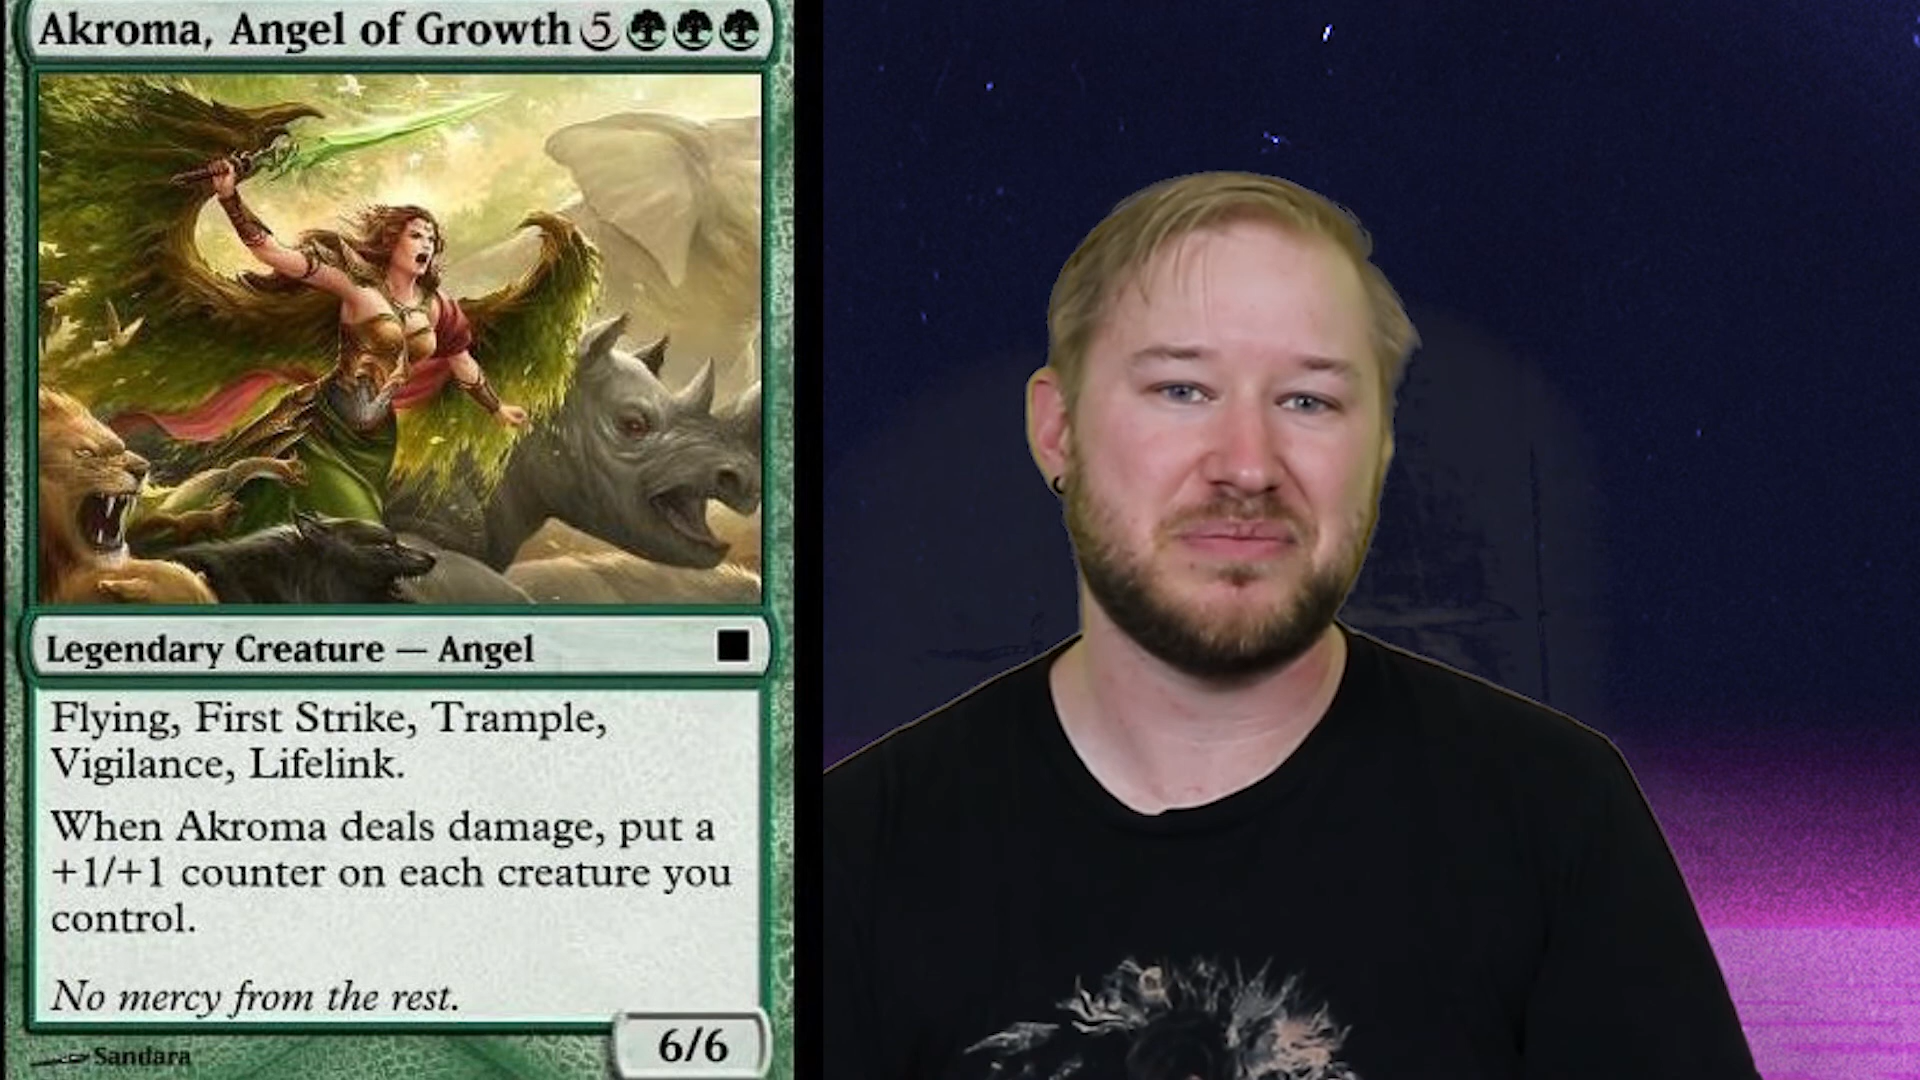 Akroma, Angel of Growth 5
Legendary Creature — Angel
Flying, First Strike, Trample,
Vigilance, Lifelink.
When Akroma deals damage, put a
+1/+1 counter on each creature you
control.
No mercy from the rest.
6/6
Sandara